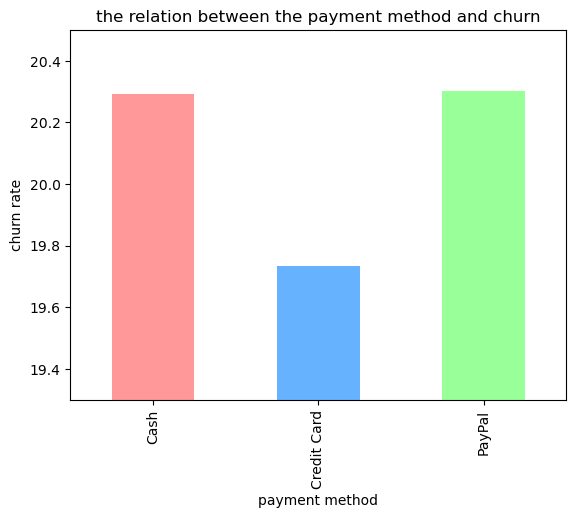 the relation between the payment method and churn
20.4
20.2
20.0
19.8
19.6
19.4
churn rate
Cash
Credit Card
PayPal
payment method